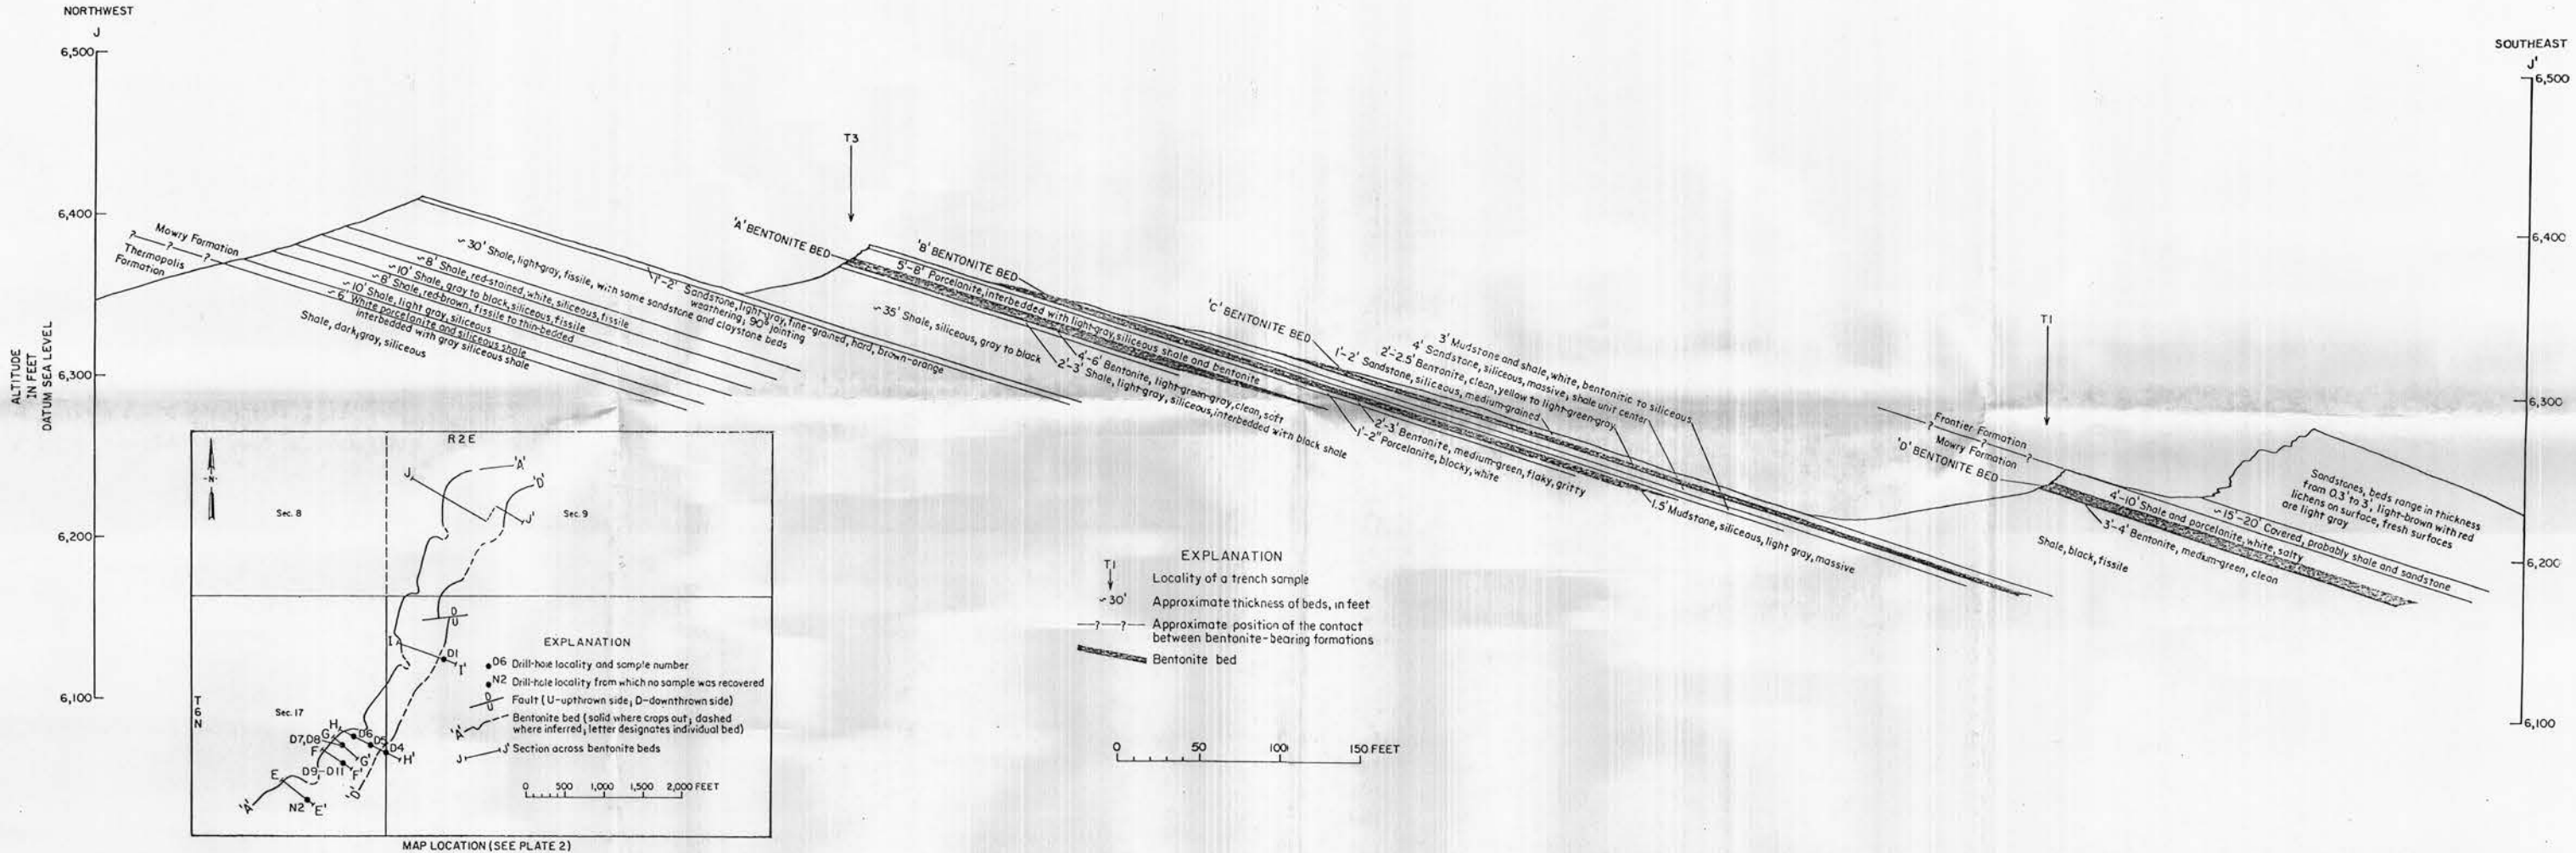 NORTHWEST
J
6,500
6,400
6,300
6,200
6,100
ALTITUDE
IN FEET
DATUM SEA LEVEL
SOUTHEAST
J'
6,500
6,400
6,300
6,200
6,100
Mowry Formation
? ? ?
Thermopolis
Formation
~30' Shale, light-gray, fissile, with some sandstone and claystone beds
~8' Shale, red-stained, white, siliceous, fissile
~10' Shale, gray to black, siliceous, fissile
~8' Shale, red-brown, fissile to thin-bedded
~10' Shale, light gray, siliceous
~6' White porcelanite and siliceous shale
interbedded with gray siliceous shale
Shale, dark gray, siliceous
1'-2' Sandstone, light-gray, fine-grained, hard, brown-orange
weathering; 90° jointing
T3
'A' BENTONITE BED
'B' BENTONITE BED
5'-8' Porcelanite, interbedded with light-gray, siliceous shale and bentonite
~35' Shale, siliceous, gray to black
4'-6' Bentonite, light-green-gray, clean, soft
2'-3' Shale, light-gray, siliceous, interbedded with black shale
'C' BENTONITE BED
3' Mudstone and shale, white, bentonitic to siliceous
4' Sandstone, siliceous, massive; shale unit center
2'-2.5' Bentonite, clean, yellow to light-green-gray
1'-2' Sandstone, siliceous, medium-grained
2'-3' Bentonite, medium-green, flaky, gritty
1'-2" Porcelanite, blocky, white
1.5' Mudstone, siliceous, light gray, massive
T1
Frontier Formation
? ? ?
Mowry Formation
'D' BENTONITE BED
4'-10' Shale and porcelanite, white, salty
~15'-20' Covered, probably shale and sandstone
3'-4' Bentonite, medium-green, clean
Shale, black, fissile
Sandstones, beds range in thickness
from 0.3' to 3', light-brown with red
lichens on surface, fresh surfaces
are light gray
EXPLANATION
T1
Locality of a trench sample
~30' Approximate thickness of beds, in feet
—?—?— Approximate position of the contact
between bentonite-bearing formations
Bentonite bed
0 50 100 150 FEET
R 2 E
N
Sec. 8
Sec. 9
J
J'
'A'
'D'
D
U
I
D1
I'
T
6
N
Sec. 17
H
G
D7, D8
F
D6
D5
D4
H'
G'
F'
D9-D11
E
'A'
N2
E'
'D'
EXPLANATION
D6 Drill-hole locality and sample number
N2 Drill-hole locality from which no sample was recovered
U
D
Fault (U-upthrown side; D-downthrown side)
'A'
Bentonite bed (solid where crops out; dashed
where inferred; letter designates individual bed)
J J' Section across bentonite beds
0 500 1,000 1,500 2,000 FEET
MAP LOCATION (SEE PLATE 2)